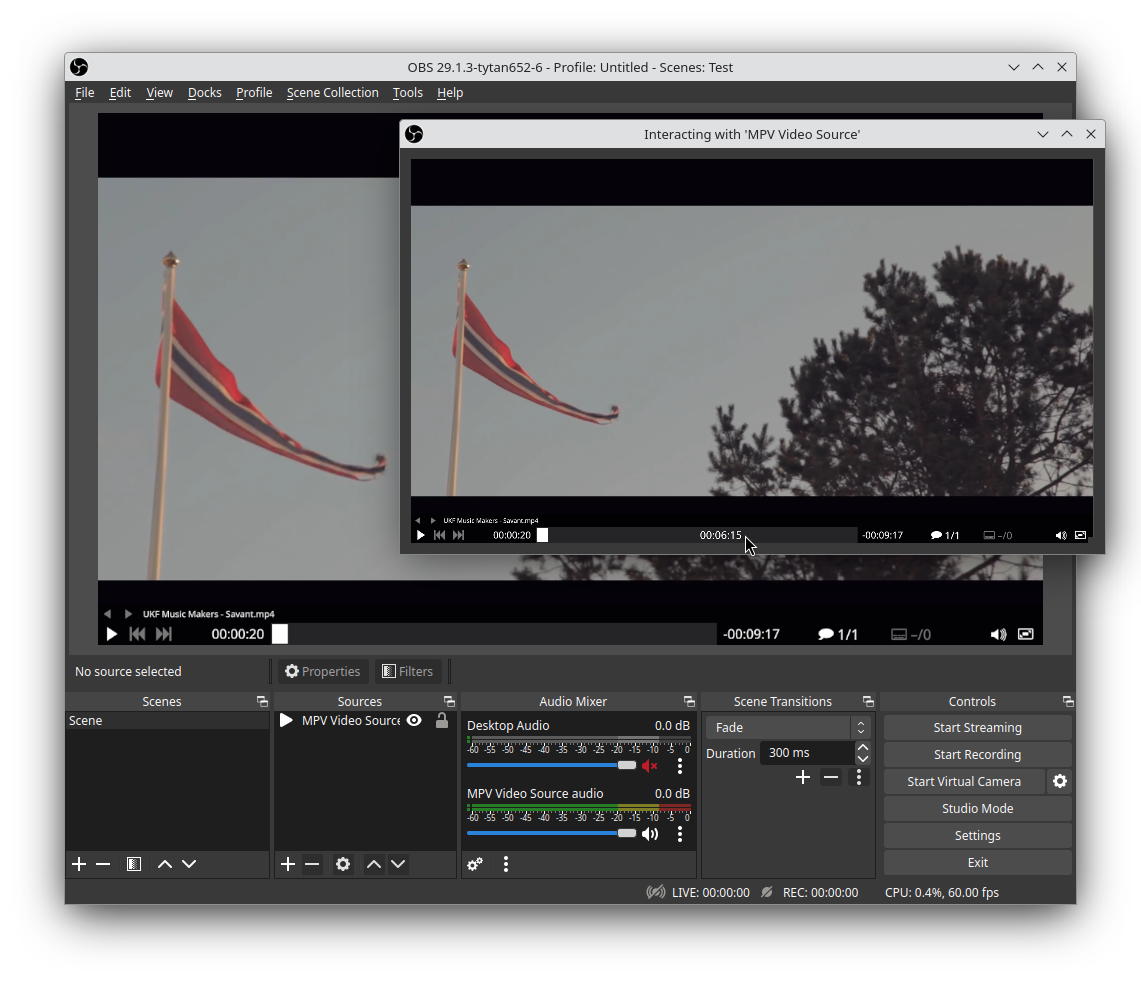 OBS 29.1.3-tytan652-6 - Profile: Untitled - Scenes: Test
File Edit View Docks Profile Scene Collection Tools Help
Interacting with 'MPV Video Source'
UKF Music Makers - Savant.mp4
00:00:20 00:06:15 -00:09:17 1/1 –/0
UKF Music Makers - Savant.mp4
00:00:20 -00:09:17 1/1 –/0
No source selected Properties Filters
Scenes Sources Audio Mixer Scene Transitions Controls
Scene
MPV Video Source
Desktop Audio 0.0 dB
-60 -55 -50 -45 -40 -35 -30 -25 -20 -15 -10 -5 0
MPV Video Source audio 0.0 dB
-60 -55 -50 -45 -40 -35 -30 -25 -20 -15 -10 -5 0
Fade
Duration 300 ms
Start Streaming
Start Recording
Start Virtual Camera
Studio Mode
Settings
Exit
LIVE: 00:00:00 REC: 00:00:00 CPU: 0.4%, 60.00 fps